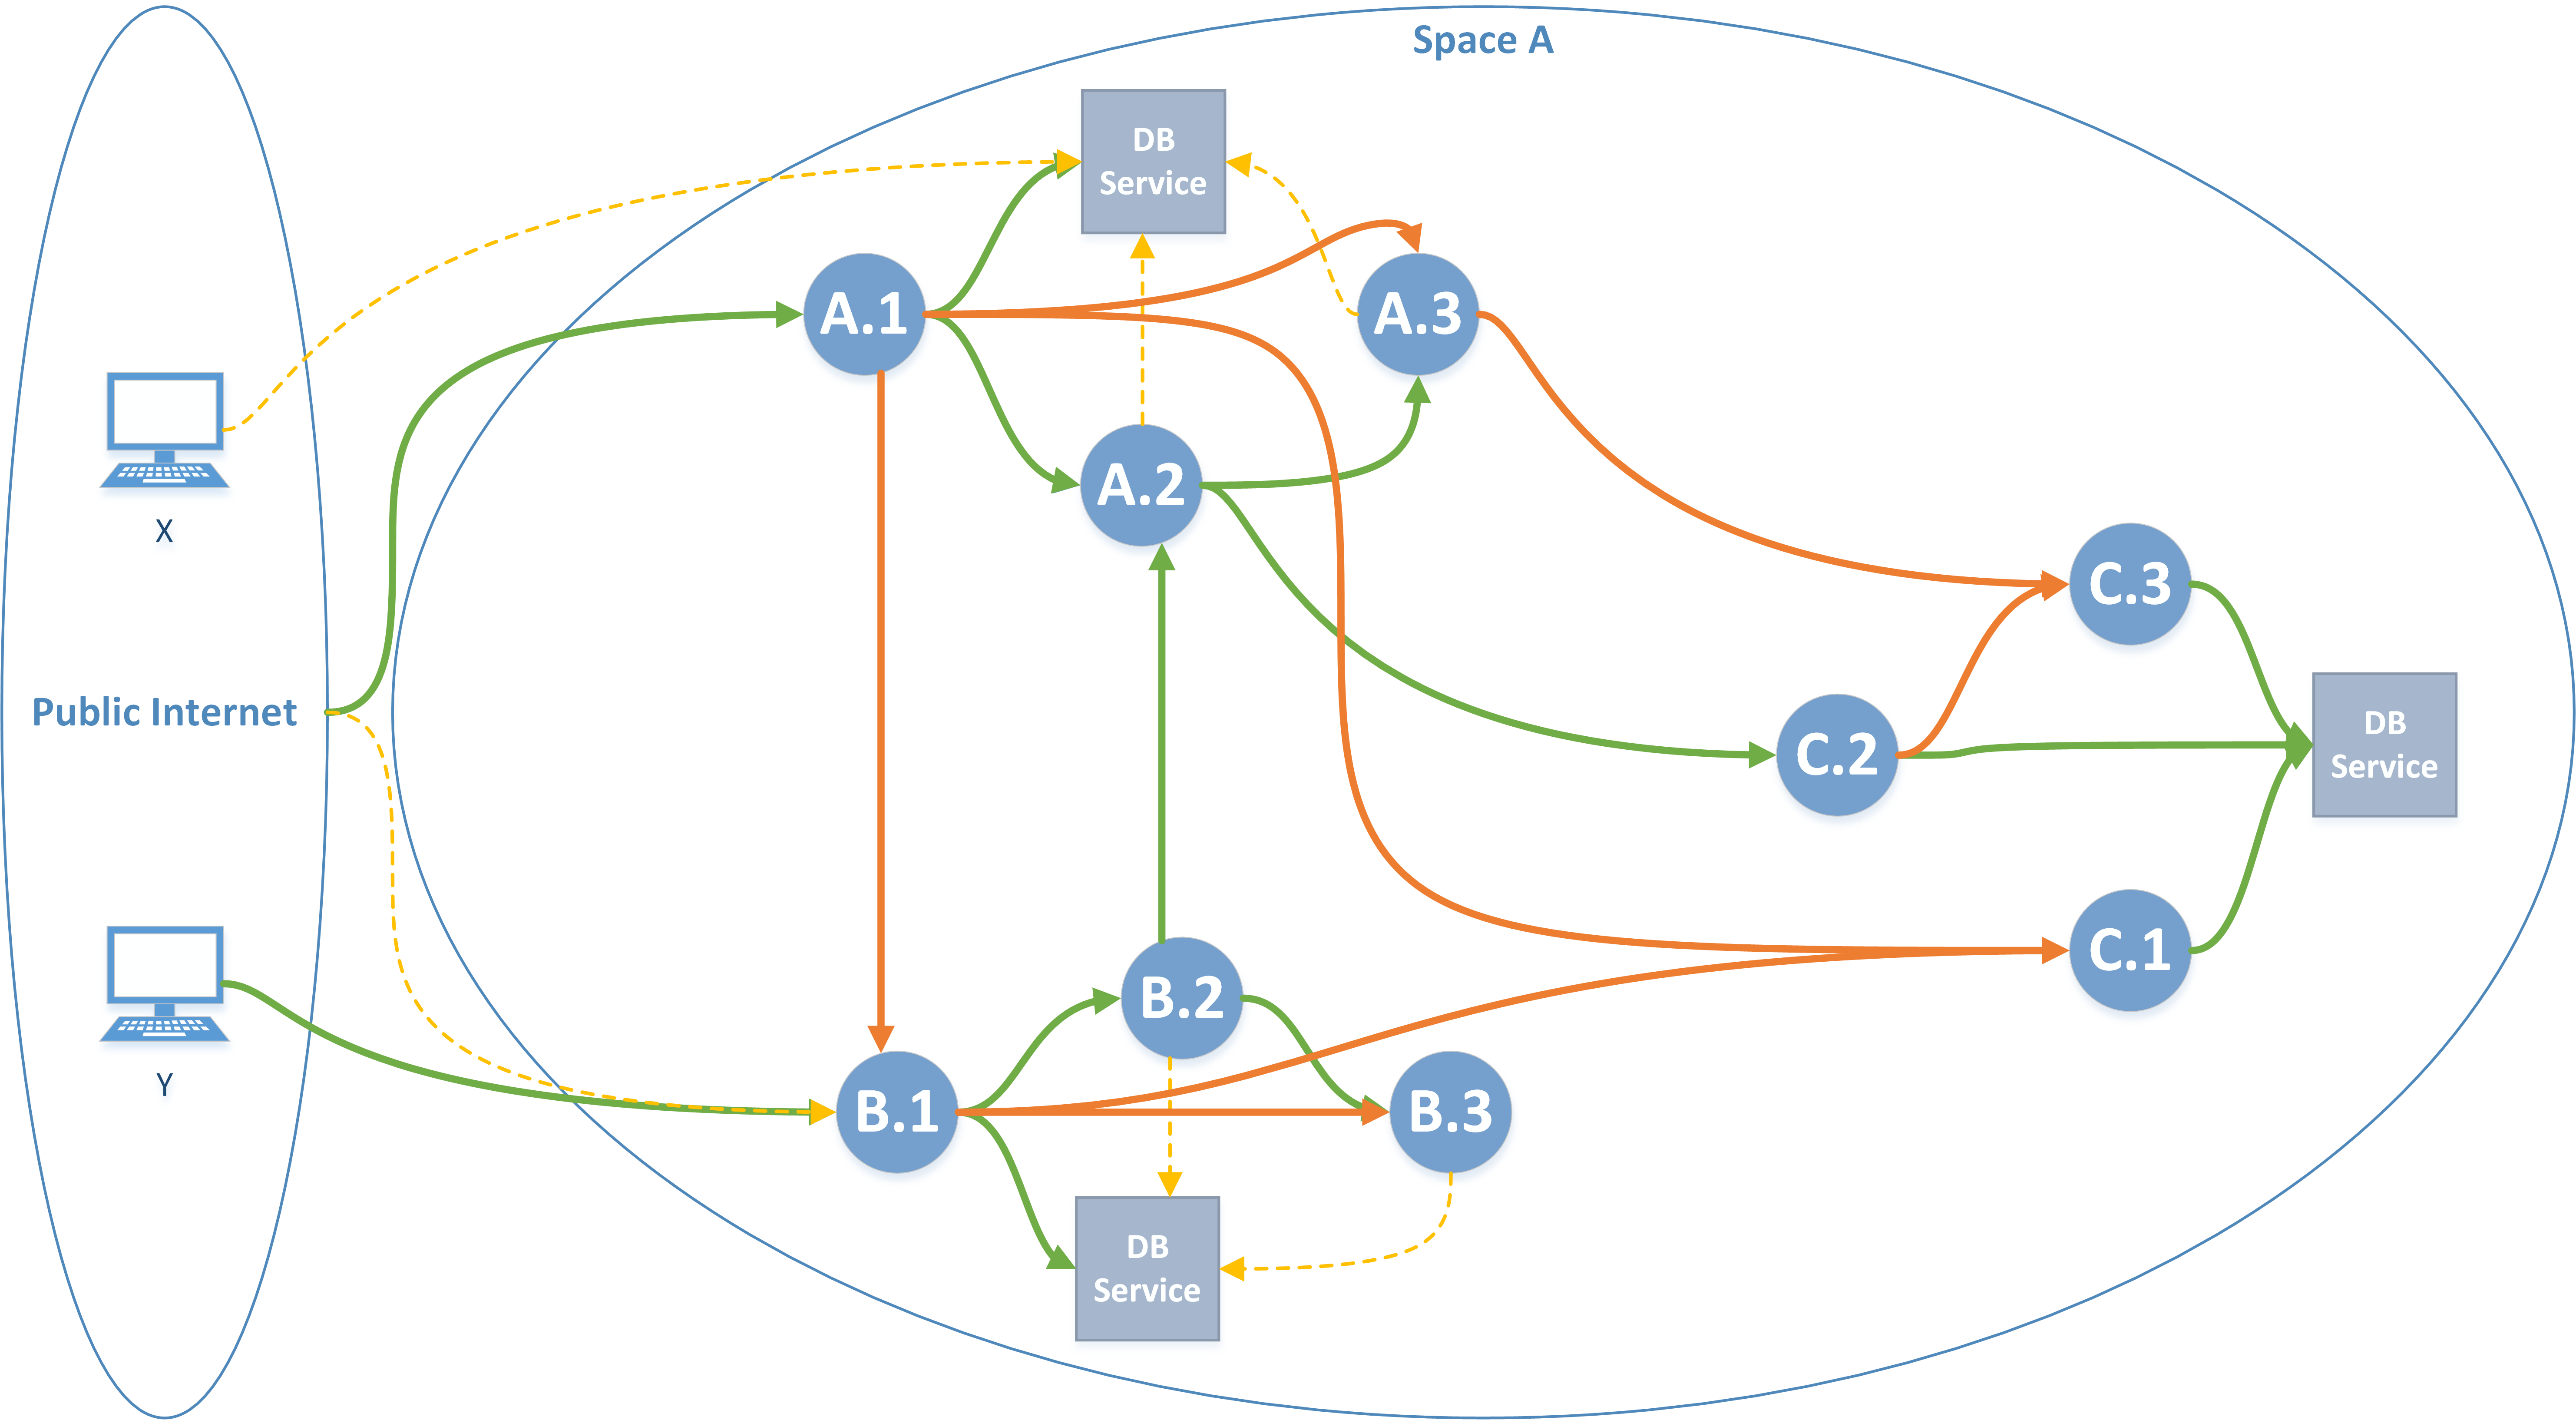 Space A
DB
Service
A.1
A.3
X
A.2
C.3
Public Internet
DB
Service
C.2
Y
C.1
B.2
B.1
B.3
DB
Service